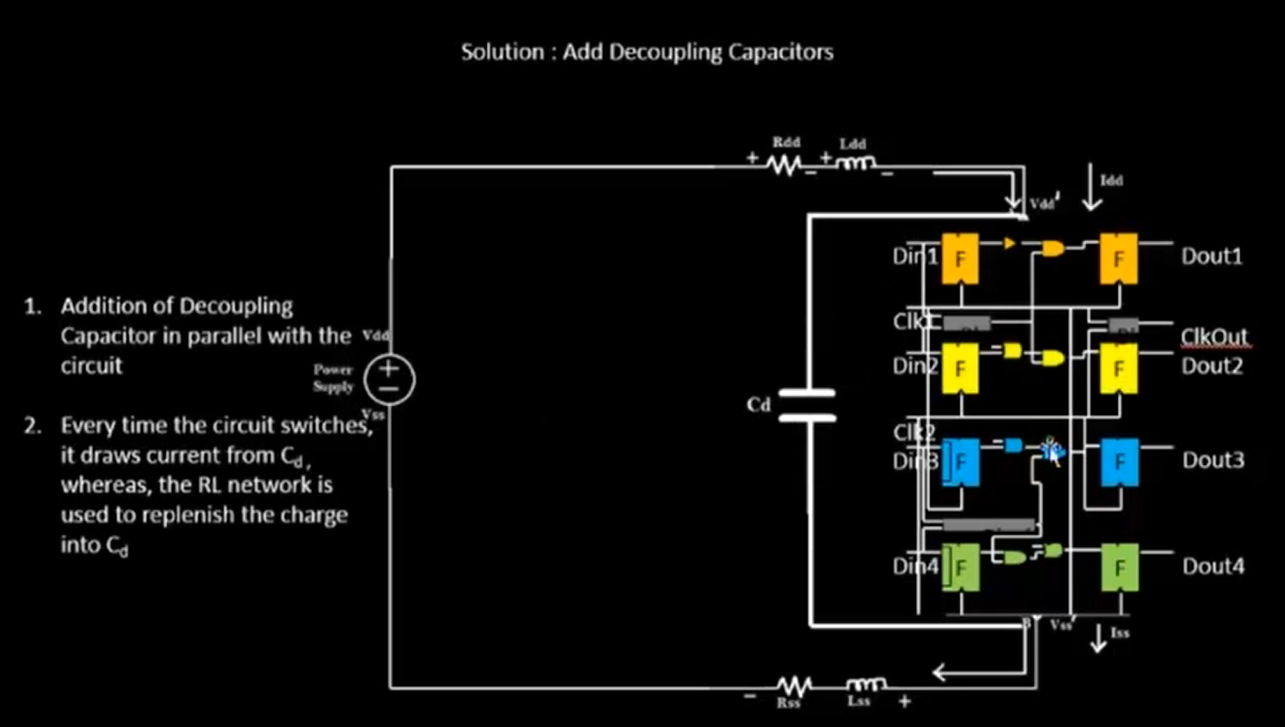 Solution : Add Decoupling Capacitors
Rdd
Ldd
+
+
Idd
Vdd'
Din1
F
F
Dout1
1. Addition of Decoupling
Capacitor in parallel with the
circuit
Vdd
Power
Supply
+
Vss
Clk1
ClkOut
Din2
F
F
Dout2
Cd
2. Every time the circuit switches,
it draws current from Cd,
whereas, the RL network is
used to replenish the charge
into Cd
Clk2
Din3
F
F
Dout3
Din4
F
F
Dout4
B
Vss'
Iss
Rss
Lss
+